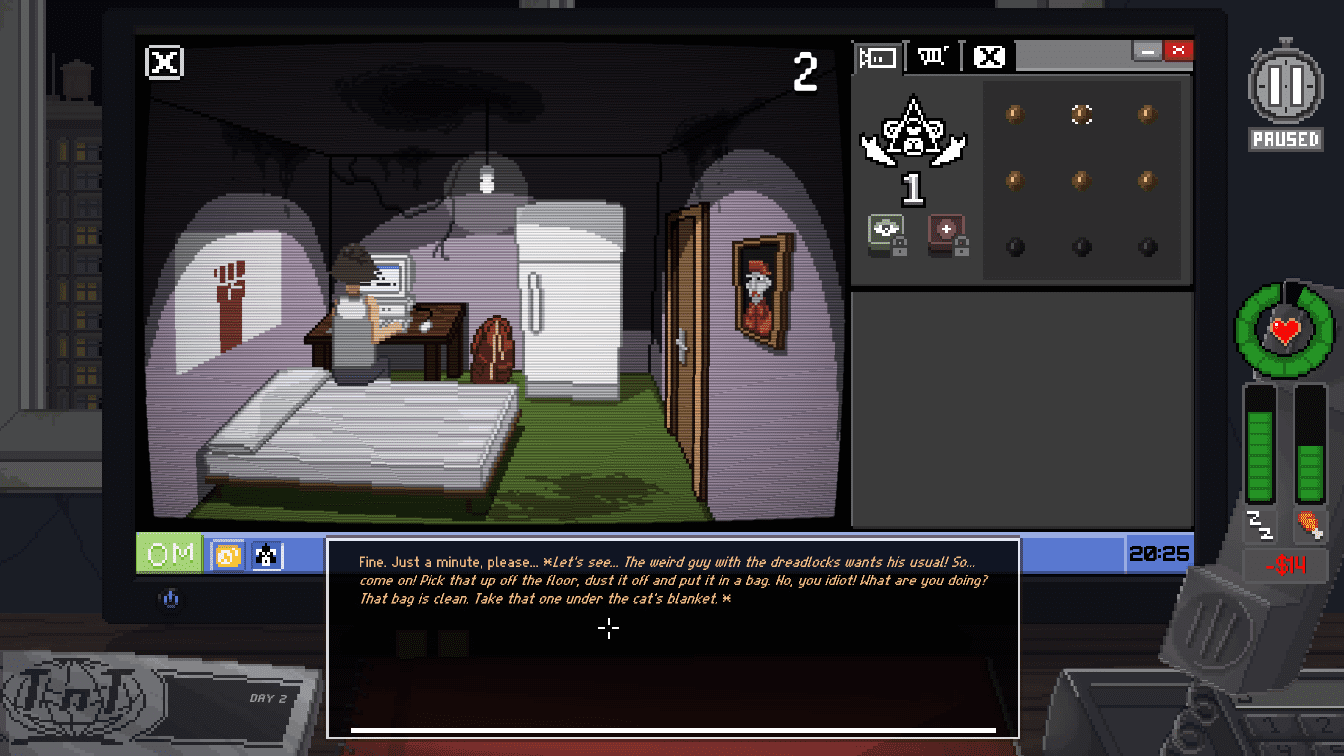 2
PAUSED
1
OM
20:25
-$14
Fine. Just a minute, please... *Let's see... The weird guy with the dreadlocks wants his usual! So...
come on! Pick that up off the floor, dust it off and put it in a bag. No, you idiot! What are you doing?
That bag is clean. Take that one under the cat's blanket. *
TnT
DAY 2
1 2